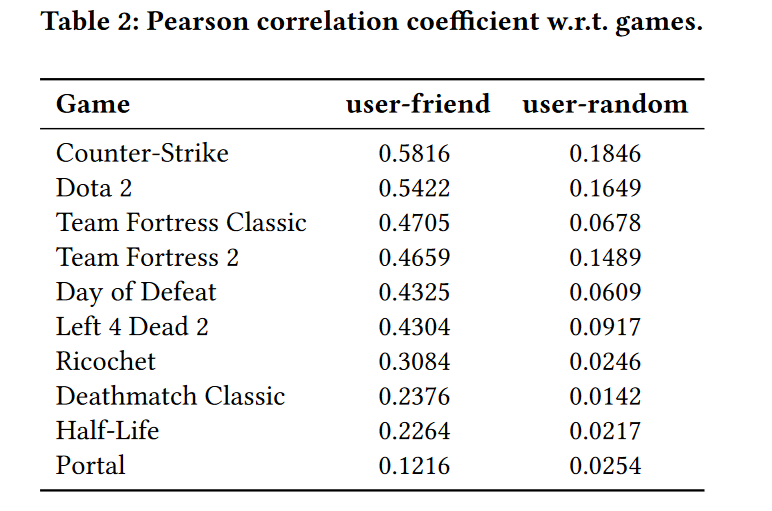 Table 2: Pearson correlation coefficient w.r.t. games.
Game user-friend user-random
Counter-Strike 0.5816 0.1846
Dota 2 0.5422 0.1649
Team Fortress Classic 0.4705 0.0678
Team Fortress 2 0.4659 0.1489
Day of Defeat 0.4325 0.0609
Left 4 Dead 2 0.4304 0.0917
Ricochet 0.3084 0.0246
Deathmatch Classic 0.2376 0.0142
Half-Life 0.2264 0.0217
Portal 0.1216 0.0254